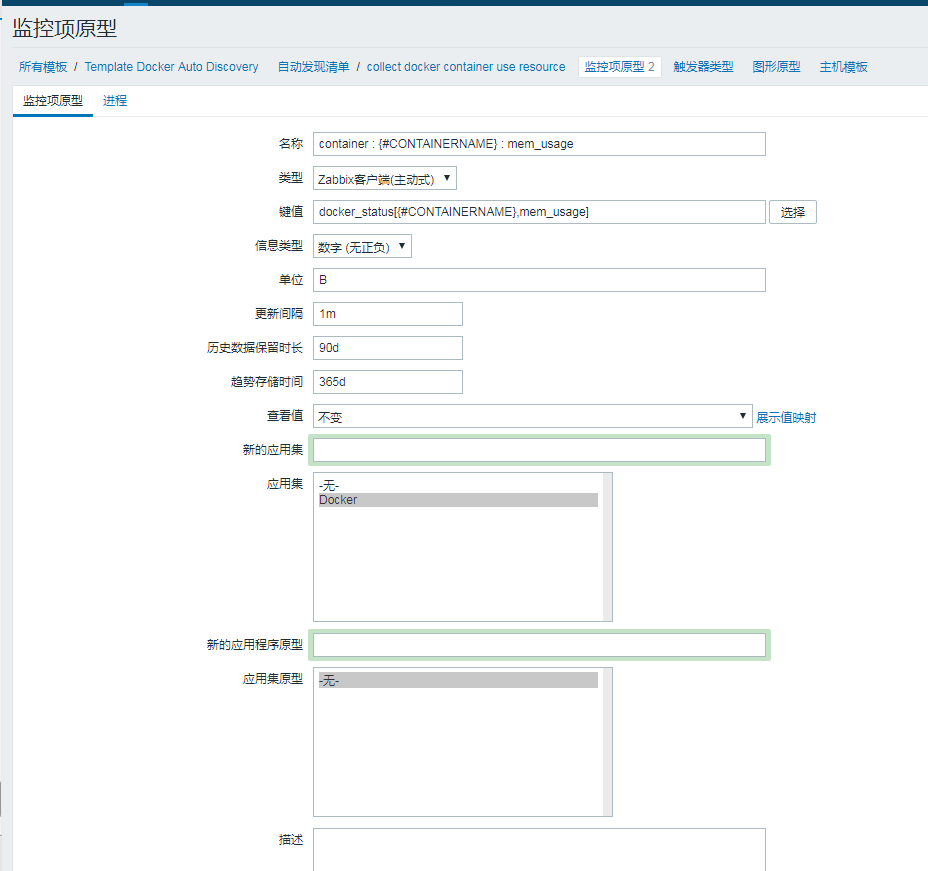 监控项原型
所有模板 / Template Docker Auto Discovery 自动发现清单 / collect docker container use resource 监控项原型 2 触发器类型 图形原型 主机模板
监控项原型 进程
名称 container : {#CONTAINERNAME} : mem_usage
类型 Zabbix客户端(主动式)
键值 docker_status[{#CONTAINERNAME},mem_usage] 选择
信息类型 数字 (无正负)
单位 B
更新间隔 1m
历史数据保留时长 90d
趋势存储时间 365d
查看值 不变 展示值映射
新的应用集
应用集 -无-
Docker
新的应用程序原型
应用集原型 -无-
描述